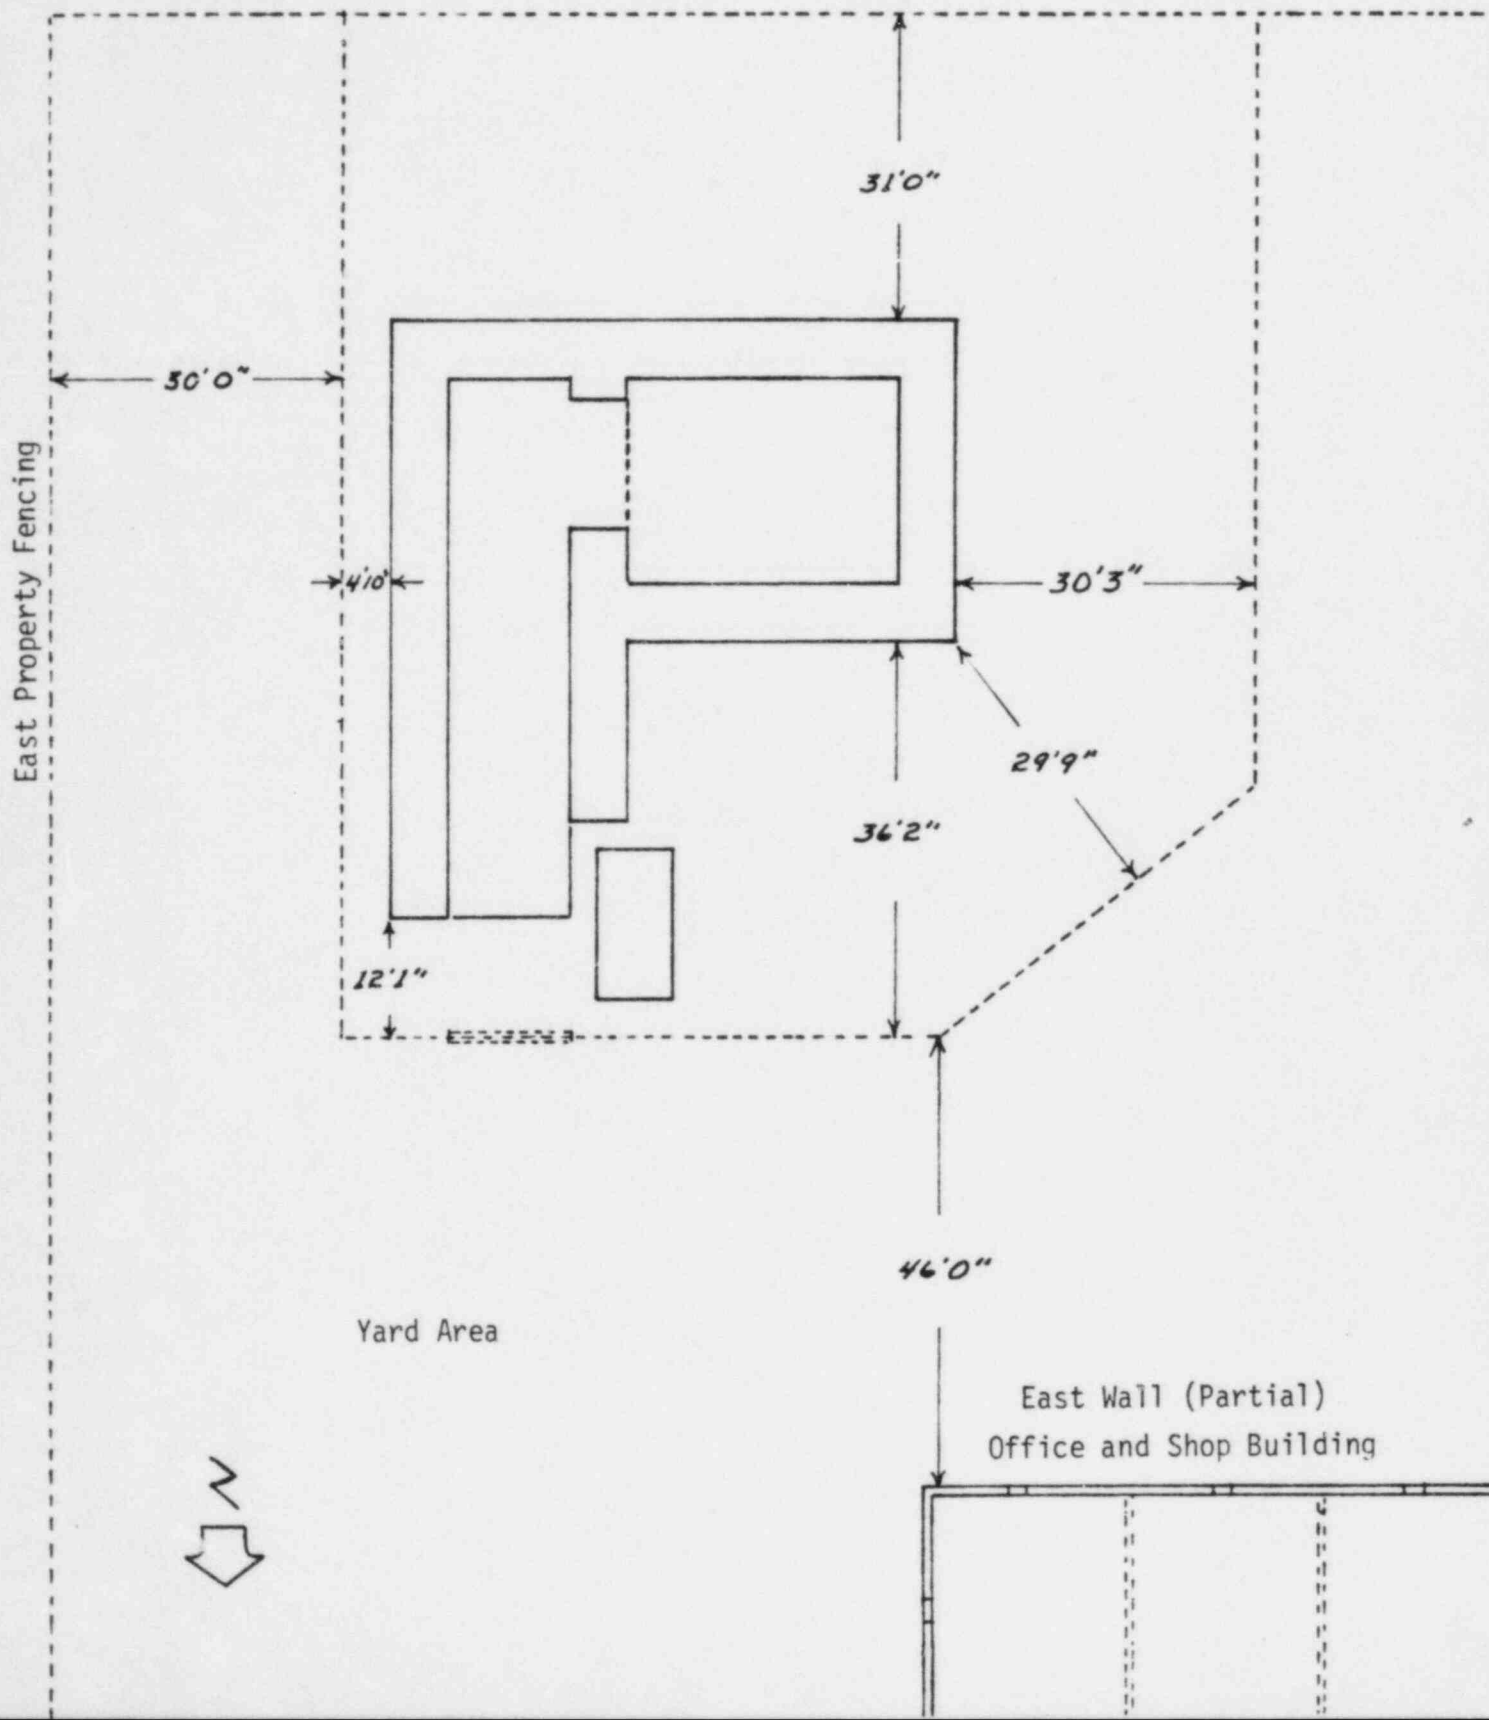 31'0"
30'0"
East Property Fencing
4'10"
30'3"
29'9"
36'2"
12'1"
46'0"
Yard Area
East Wall (Partial)
Office and Shop Building
N